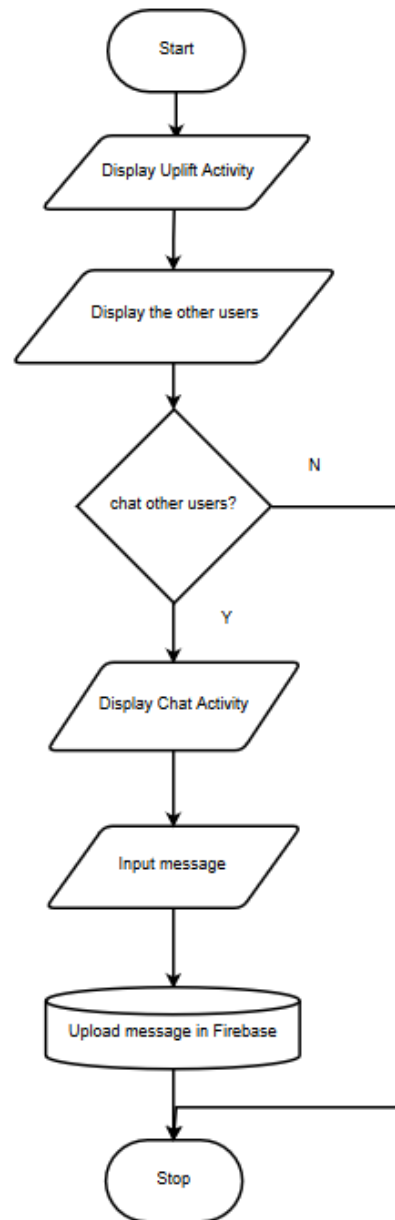 Start
Display Uplift Activity
Display the other users
chat other users?
N
Y
Display Chat Activity
Input message
Upload message in Firebase
Stop